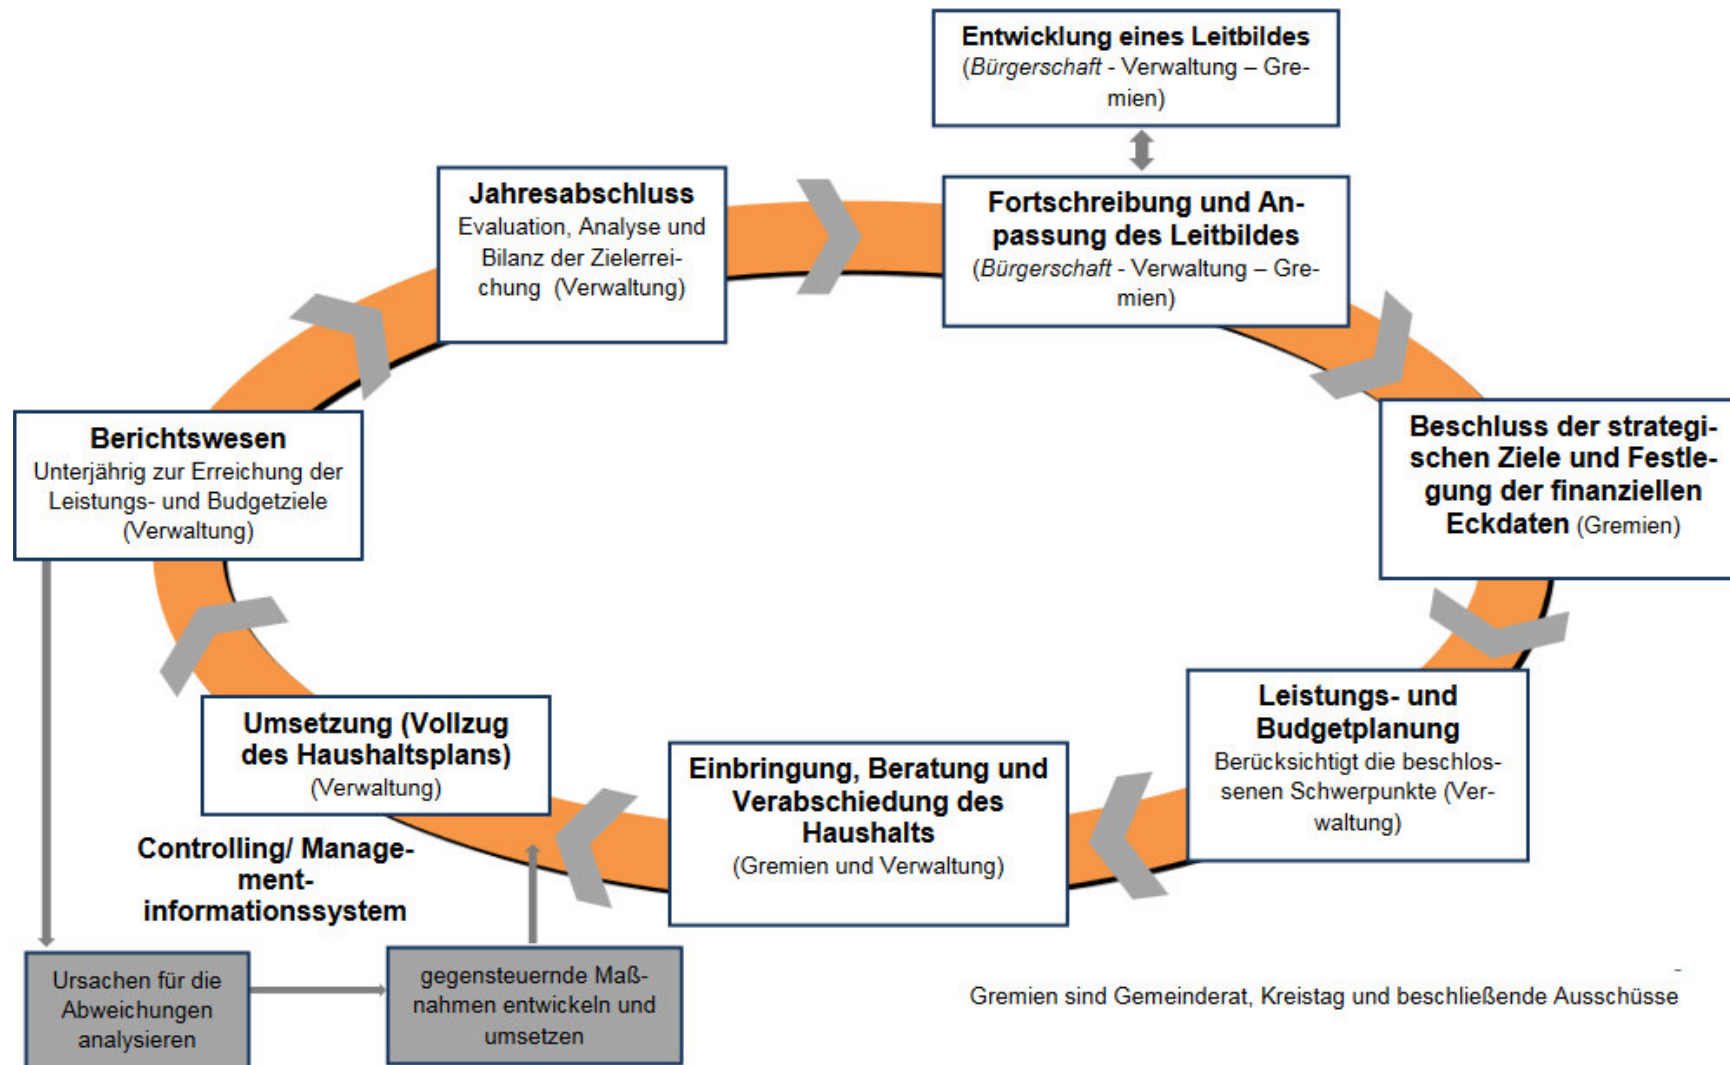 Entwicklung eines Leitbildes
(Bürgerschaft - Verwaltung – Gre-
mien)
Jahresabschluss
Evaluation, Analyse und
Bilanz der Zielerrei-
chung (Verwaltung)
Fortschreibung und An-
passung des Leitbildes
(Bürgerschaft - Verwaltung – Gre-
mien)
Berichtswesen
Unterjährig zur Erreichung der
Leistungs- und Budgetziele
(Verwaltung)
Beschluss der strategi-
schen Ziele und Festle-
gung der finanziellen
Eckdaten (Gremien)
Umsetzung (Vollzug
des Haushaltsplans)
(Verwaltung)
Einbringung, Beratung und
Verabschiedung des
Haushalts
(Gremien und Verwaltung)
Leistungs- und
Budgetplanung
Berücksichtigt die beschlos-
senen Schwerpunkte (Ver-
waltung)
Controlling/ Manage-
ment-
informationssystem
Ursachen für die
Abweichungen
analysieren
gegensteuernde Maß-
nahmen entwickeln und
umsetzen
Gremien sind Gemeinderat, Kreistag und beschließende Ausschüsse